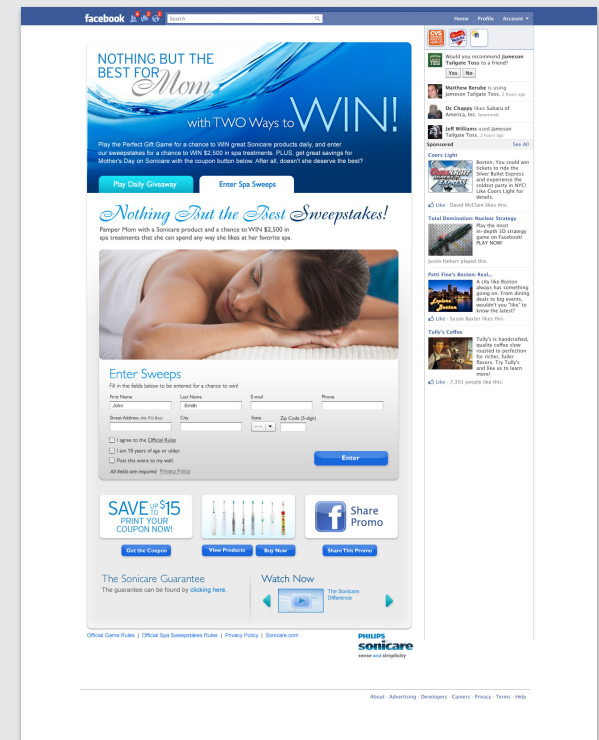 facebook
Search
Home Profile Account
NOTHING BUT THE
BEST FOR Mom
with TWO Ways to WIN!
Play the Perfect Gift Game for a chance to WIN great Sonicare products daily, and enter
our sweepstakes for a chance to WIN $2,500 in spa treatments. PLUS, get great savings for
Mother's Day on Sonicare with the coupon button below. After all, doesn't she deserve the best?
Play Daily Giveaway
Enter Spa Sweeps
Nothing But the Best Sweepstakes!
Pamper Mom with a Sonicare product and a chance to WIN $2,500 in
spa treatments that she can spend any way she likes at her favorite spa.
Enter Sweeps
Fill in the fields below to be entered for a chance to win!
First Name Last Name E-mail Phone
John Smith
Street Address (No P.O. Box) City State Zip Code (5-digit)
--
I agree to the Official Rules
I am 18 years of age or older.
Post this event to my wall.
All fields are required Privacy Policy
Enter
SAVE UP TO $15
PRINT YOUR
COUPON NOW!
Get the Coupon
View Products
Buy Now
f Share
Promo
Share This Promo
The Sonicare Guarantee
The guarantee can be found by clicking here.
Watch Now
The Sonicare
Difference
Official Game Rules | Official Spa Sweepstakes Rules | Privacy Policy | Sonicare.com
PHILIPS
sonicare
sense and simplicity
CVS
Would you recommend Jameson
Tailgate Toss to a friend?
Yes No
Matthew Berube is using
Jameson Tailgate Toss. 2 hours ago
Dc Chappy likes Subaru of
America, Inc. Sponsored
Jeff Williams used Jameson
Tailgate Toss. 2 hours ago
Sponsored See All
Coors Light
Boston, You could win
tickets to ride the
Silver Bullet Express
and experience the
coldest party in NYC!
Like Coors Light for
details.
Like · David McClain likes this.
Total Domination: Nuclear Strategy
Play the most
in-depth 3D strategy
game on Facebook!
PLAY NOW!
Justin Hebert played this.
Patti Fine's Boston: Real...
Explore
Boston
A city like Boston
always has something
going on. From dining
deals to big events,
wouldn't you "like" to
know the latest?
Like · Susan Baxter likes this.
Tully's Coffee
Tully's is handcrafted,
quality coffee slow
roasted to perfection
for richer, fuller
flavors. Try Tully's
and like us to learn
more!
Like · 7,391 people like this.
About · Advertising · Developers · Careers · Privacy · Terms · Help